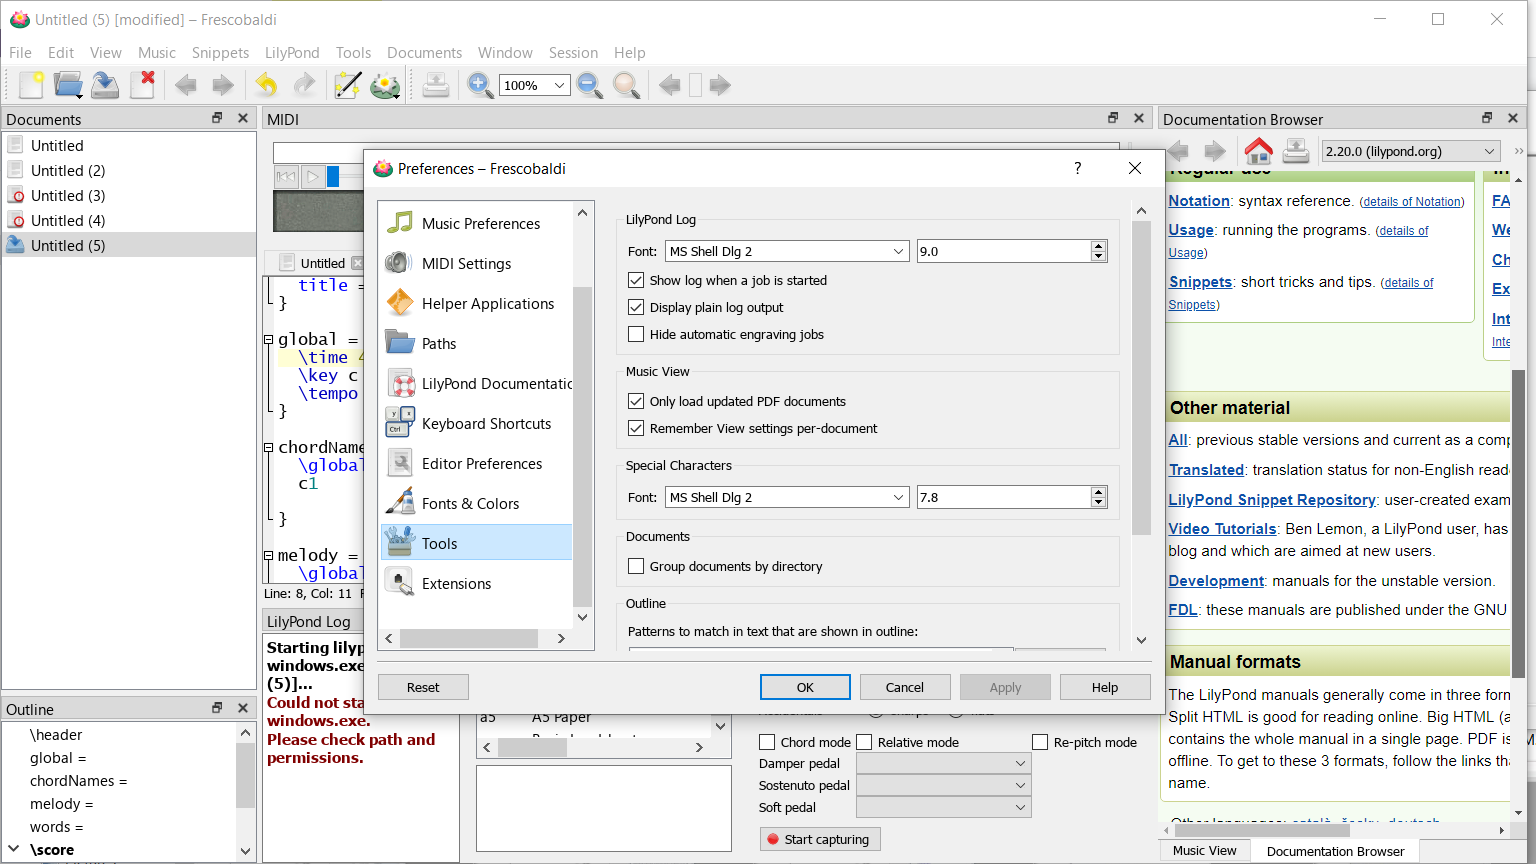 Untitled (5) [modified] – Frescobaldi
File Edit View Music Snippets LilyPond Tools Documents Window Session Help
100%
Documents
Untitled
Untitled (2)
Untitled (3)
Untitled (4)
Untitled (5)
MIDI
Untitled
title =
}
global =
\time 4
\key c
\tempo
}
chordName
\global
c1
}
melody =
\global
Line: 8, Col: 11
LilyPond Log
Starting lilyp
windows.exe
(5)]...
Could not sta
windows.exe.
Please check path and
permissions.
Outline
\header
global =
chordNames =
melody =
words =
\score
Preferences – Frescobaldi
?
Music Preferences
MIDI Settings
Helper Applications
Paths
LilyPond Documentatio
Keyboard Shortcuts
Editor Preferences
Fonts & Colors
Tools
Extensions
LilyPond Log
Font: MS Shell Dlg 2 9.0
Show log when a job is started
Display plain log output
Hide automatic engraving jobs
Music View
Only load updated PDF documents
Remember View settings per-document
Special Characters
Font: MS Shell Dlg 2 7.8
Documents
Group documents by directory
Outline
Patterns to match in text that are shown in outline:
Reset OK Cancel Apply Help
a5 A5 Paper
Chord mode Relative mode Re-pitch mode
Damper pedal
Sostenuto pedal
Soft pedal
Start capturing
Documentation Browser
2.20.0 (lilypond.org)
Regular use
Notation: syntax reference. (details of Notation)
Usage: running the programs. (details of
Usage)
Snippets: short tricks and tips. (details of
Snippets)
In
FA
We
Ch
Ex
Int
Inte
Other material
All: previous stable versions and current as a comp
Translated: translation status for non-English reade
LilyPond Snippet Repository: user-created exam
Video Tutorials: Ben Lemon, a LilyPond user, has
blog and which are aimed at new users.
Development: manuals for the unstable version.
FDL: these manuals are published under the GNU
Manual formats
The LilyPond manuals generally come in three form
Split HTML is good for reading online. Big HTML (a
contains the whole manual in a single page. PDF is
offline. To get to these 3 formats, follow the links tha
name.
Other languages: català, česky, deutsch
Music View Documentation Browser